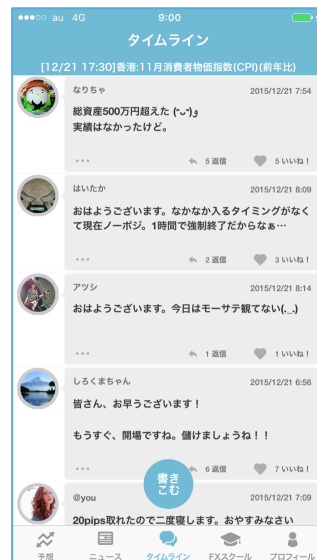 au 4G 9:00
タイムライン
[12/21 17:30]香港:11月消費者物価指数(CPI)(前年比)
なりちゃ 2015/12/21 7:54
総資産500万円超えた (ᵔᴗᵔ)و
実績はなかったけど。
5 返信 5 いいね！
はいたか 2015/12/21 8:09
おはようございます。なかなか入るタイミングがなく
て現在ノーポジ。1時間で強制終了だからなぁ…
2 返信 3 いいね！
アツシ 2015/12/21 8:14
おはようございます。今日はモーサテ観てない(._.)
1 返信 1 いいね！
しろくまちゃん 2015/12/21 6:56
皆さん、お早うございます！
もうすぐ、開場ですね。儲けましょうね！！
6 返信 7 いいね！
書き
こむ
@you 2015/12/21 7:09
20pips取れたので二度寝します。おやすみなさい
予想 ニュース タイムライン FXスクール プロフィール